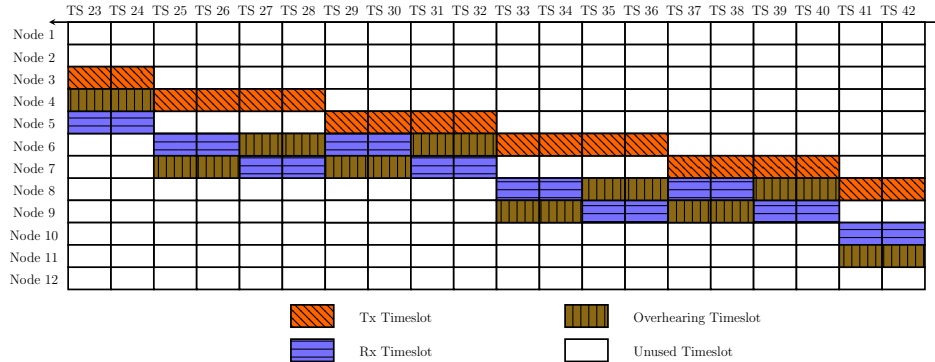 TS 23 TS 24 TS 25 TS 26 TS 27 TS 28 TS 29 TS 30 TS 31 TS 32 TS 33 TS 34 TS 35 TS 36 TS 37 TS 38 TS 39 TS 40 TS 41 TS 42
Node 1
Node 2
Node 3
Node 4
Node 5
Node 6
Node 7
Node 8
Node 9
Node 10
Node 11
Node 12
Tx Timeslot Overhearing Timeslot
Rx Timeslot Unused Timeslot